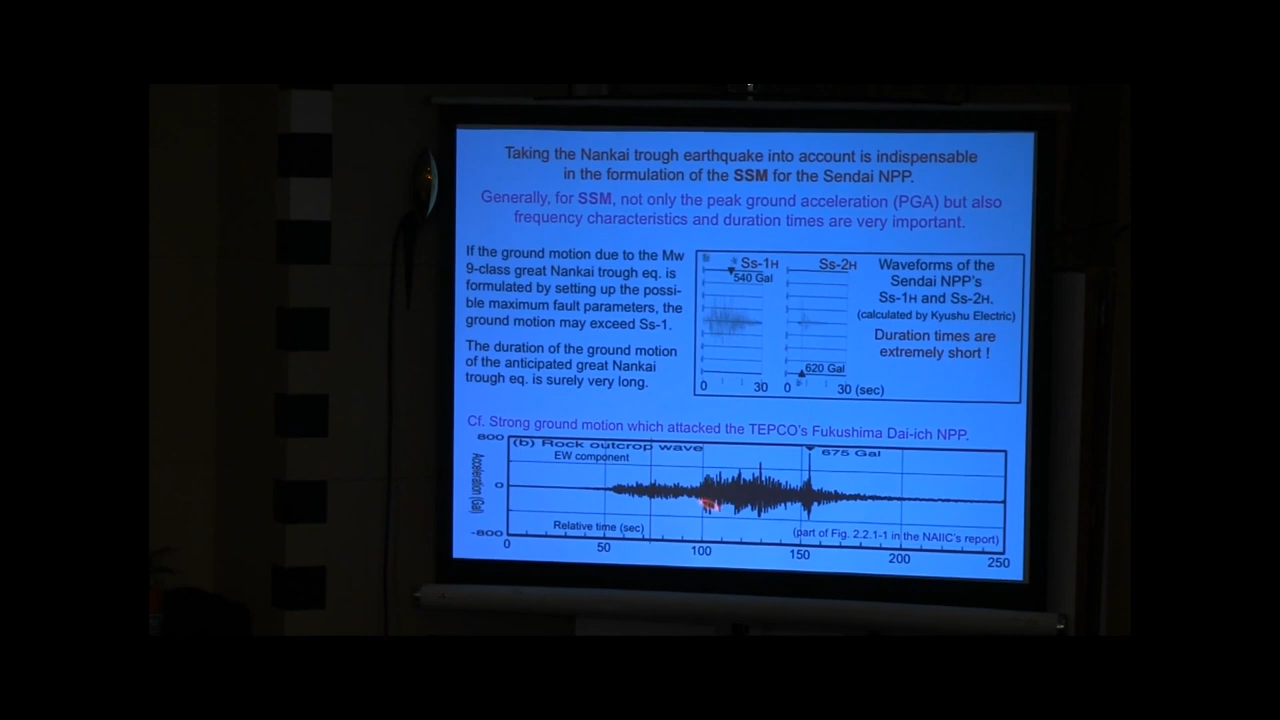 Taking the Nankai trough earthquake into account is indispensable
in the formulation of the SSM for the Sendai NPP.
Generally, for SSM, not only the peak ground acceleration (PGA) but also
frequency characteristics and duration times are very important.
If the ground motion due to the Mw
9-class great Nankai trough eq. is
formulated by setting up the possi-
ble maximum fault parameters, the
ground motion may exceed Ss-1.
The duration of the ground motion
of the anticipated great Nankai
trough eq. is surely very long.
Ss-1H
540 Gal
0 30
Ss-2H
620 Gal
0 30 (sec)
Waveforms of the
Sendai NPP's
Ss-1H and Ss-2H.
(calculated by Kyushu Electric)
Duration times are
extremely short !
Cf. Strong ground motion which attacked the TEPCO's Fukushima Dai-ich NPP.
(b) Rock outcrop wave
EW component
675 Gal
800
0
-800
Acceleration (Gal)
Relative time (sec)
(part of Fig. 2.2.1-1 in the NAIIC's report)
0 50 100 150 200 250